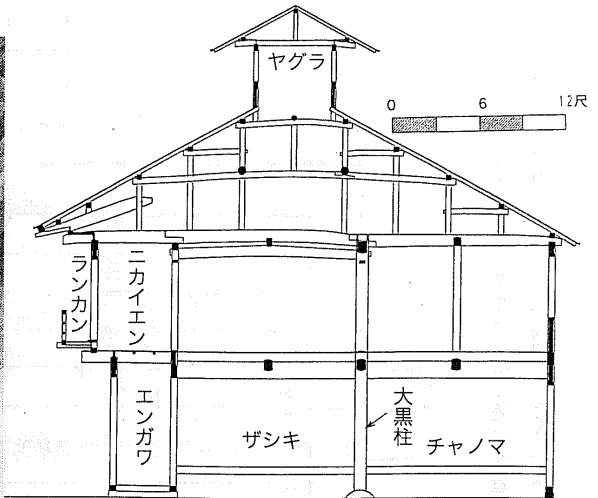 ヤグラ
0 6 12尺
ランカン
ニカイエン
エンガワ
ザシキ
大黒柱
チャノマ